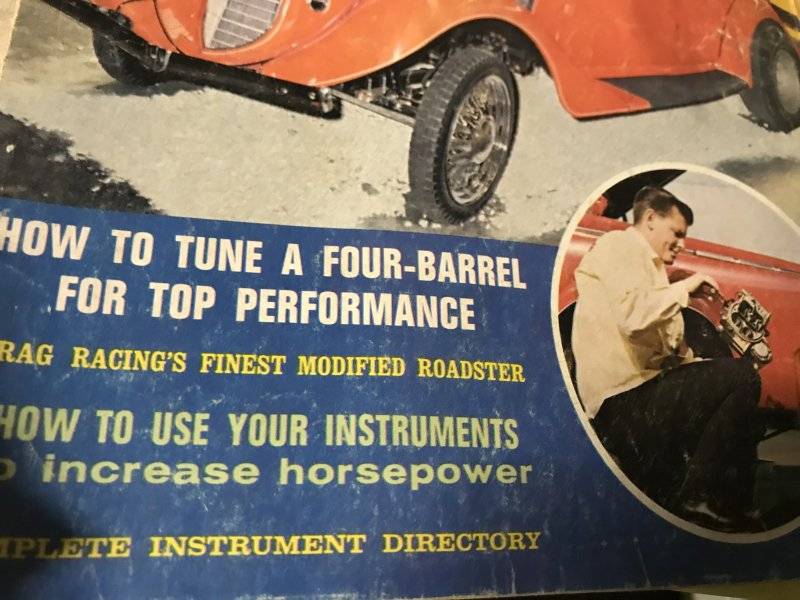 HOW TO TUNE A FOUR-BARREL
FOR TOP PERFORMANCE
RAG RACING'S FINEST MODIFIED ROADSTER
HOW TO USE YOUR INSTRUMENTS
o increase horsepower
MPLETE INSTRUMENT DIRECTORY